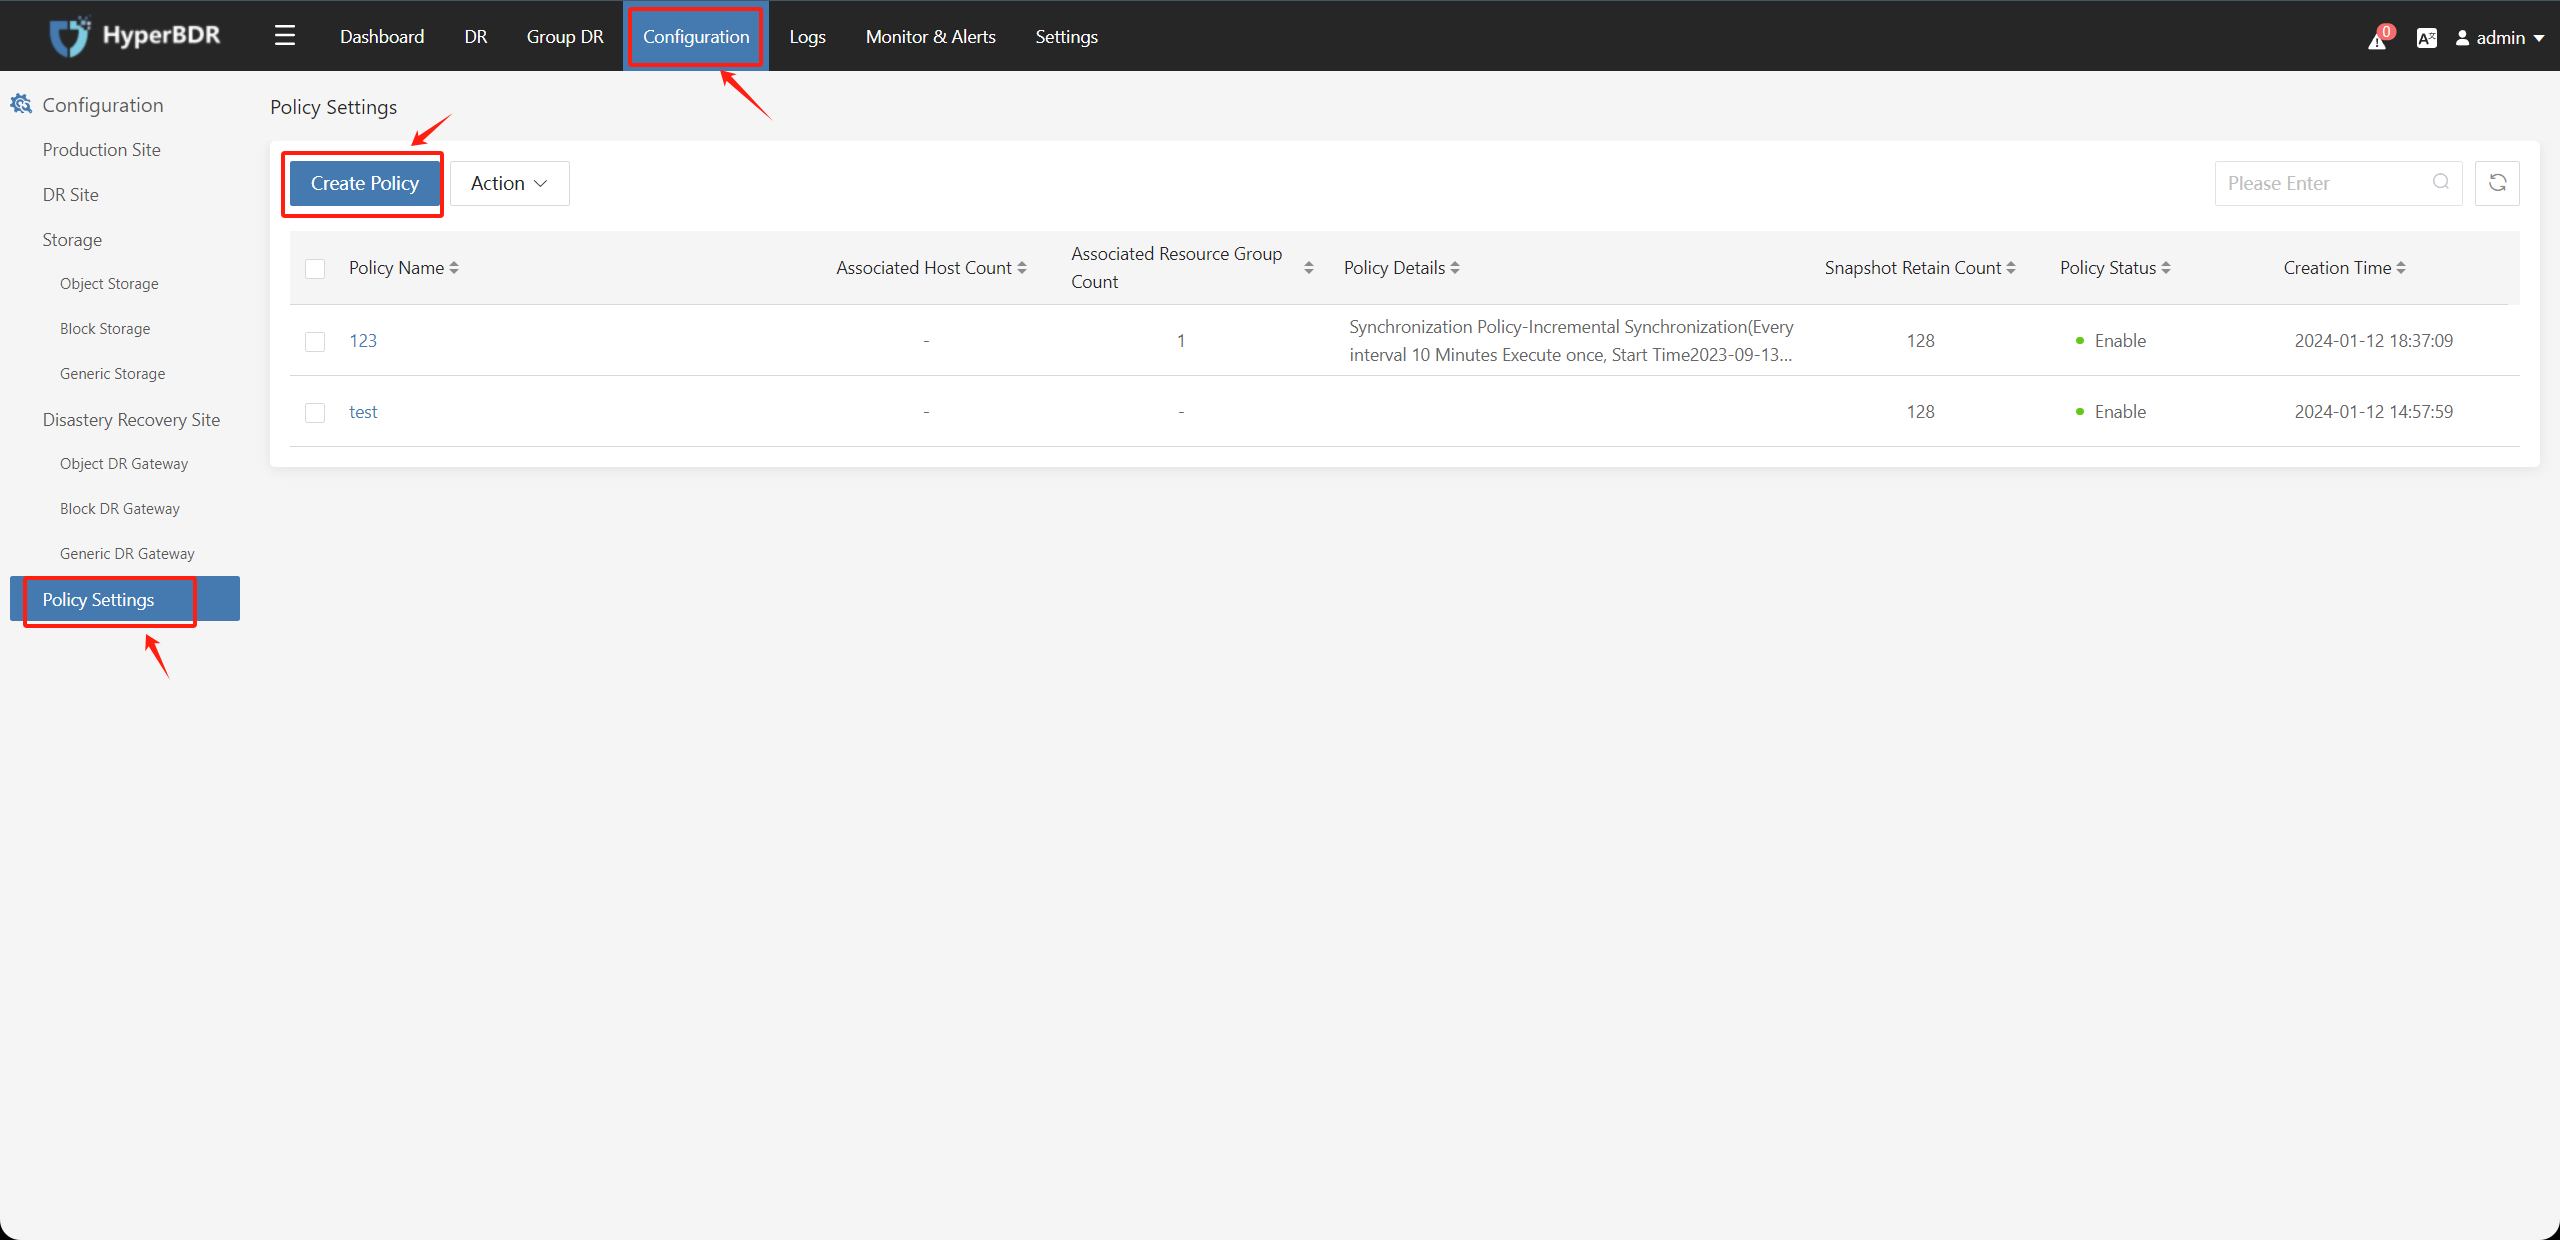 HyperBDR
Dashboard
DR
Group DR
Configuration
Logs
Monitor & Alerts
Settings
0
admin
Configuration
Production Site
DR Site
Storage
Object Storage
Block Storage
Generic Storage
Disastery Recovery Site
Object DR Gateway
Block DR Gateway
Generic DR Gateway
Policy Settings
Policy Settings
Create Policy
Action
Please Enter
Policy Name
Associated Host Count
Associated Resource Group
Count
Policy Details
Snapshot Retain Count
Policy Status
Creation Time
123
-
1
Synchronization Policy-Incremental Synchronization(Every
interval 10 Minutes Execute once, Start Time2023-09-13...
128
Enable
2024-01-12 18:37:09
test
-
-
128
Enable
2024-01-12 14:57:59